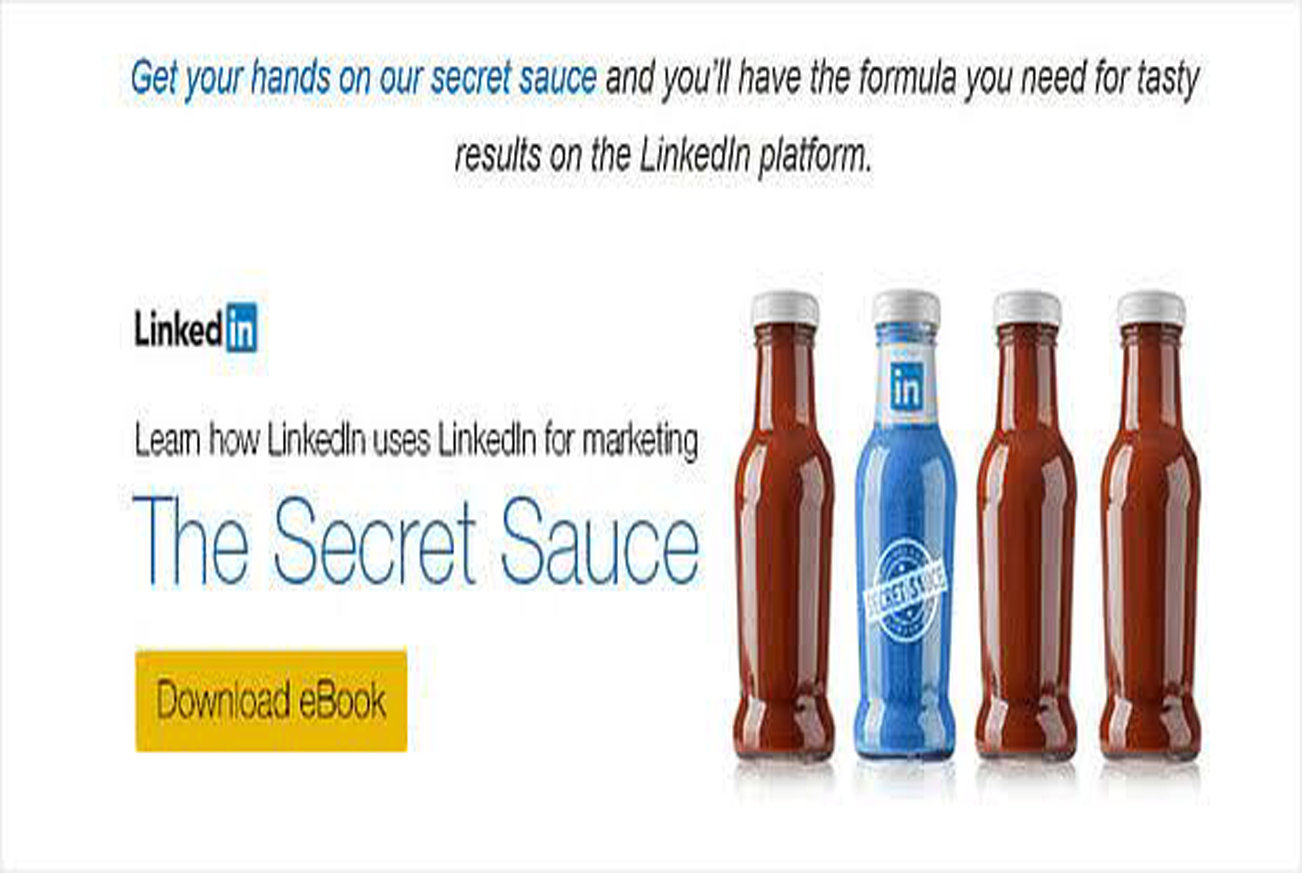 Get your hands on our secret sauce and you'll have the formula you need for tasty
results on the LinkedIn platform.
Linked in
Learn how LinkedIn uses LinkedIn for marketing
The Secret Sauce
Download eBook
in
SECRET SAUCE